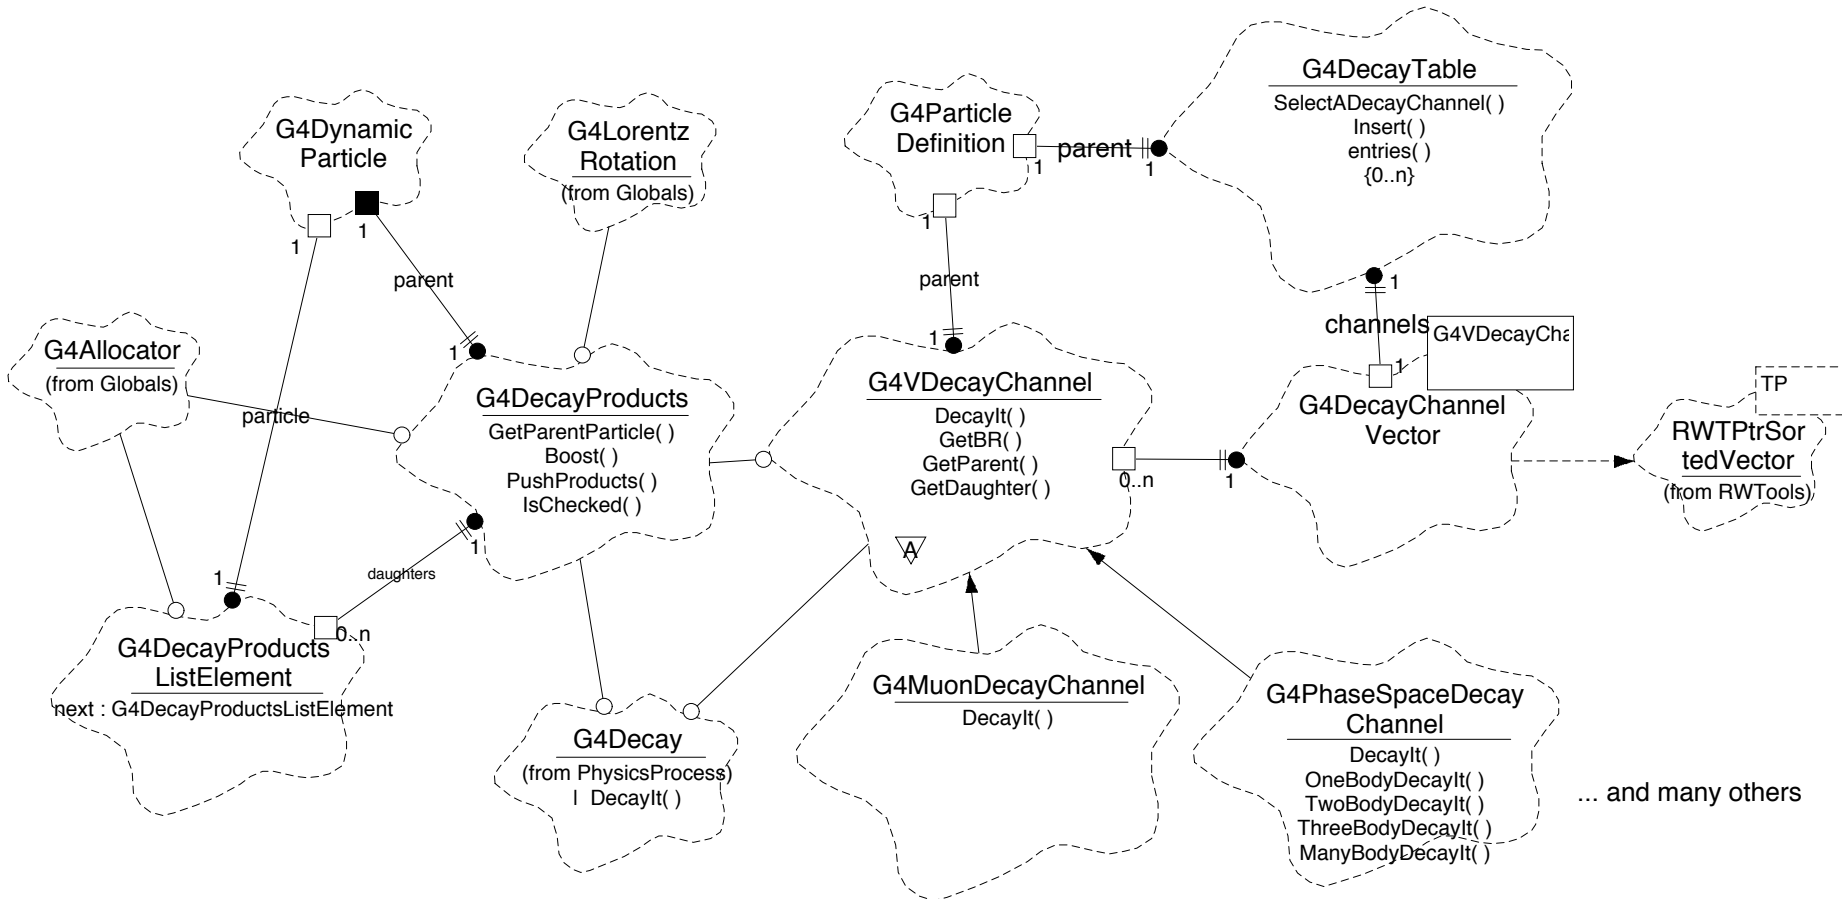 G4DecayTable
SelectADecayChannel( )
Insert( )
entries( )
{0..n}
G4Particle
Definition
1
parent
1
G4Dynamic
Particle
1
1
G4Lorentz
Rotation
(from Globals)
parent
1
parent
1
1
1
channels
1
G4VDecayCha
G4Allocator
(from Globals)
particle
G4DecayProducts
GetParentParticle( )
Boost( )
PushProducts( )
IsChecked( )
1
G4VDecayChannel
DecayIt( )
GetBR( )
GetParent( )
GetDaughter( )
A
0..n
1
G4DecayChannel
Vector
TP
RWTPtrSor
tedVector
(from RWTools)
daughters
1
0..n
G4DecayProducts
ListElement
next : G4DecayProductsListElement
G4Decay
(from PhysicsProcess)
I DecayIt( )
G4MuonDecayChannel
DecayIt( )
G4PhaseSpaceDecay
Channel
DecayIt( )
OneBodyDecayIt( )
TwoBodyDecayIt( )
ThreeBodyDecayIt( )
ManyBodyDecayIt( )
... and many others